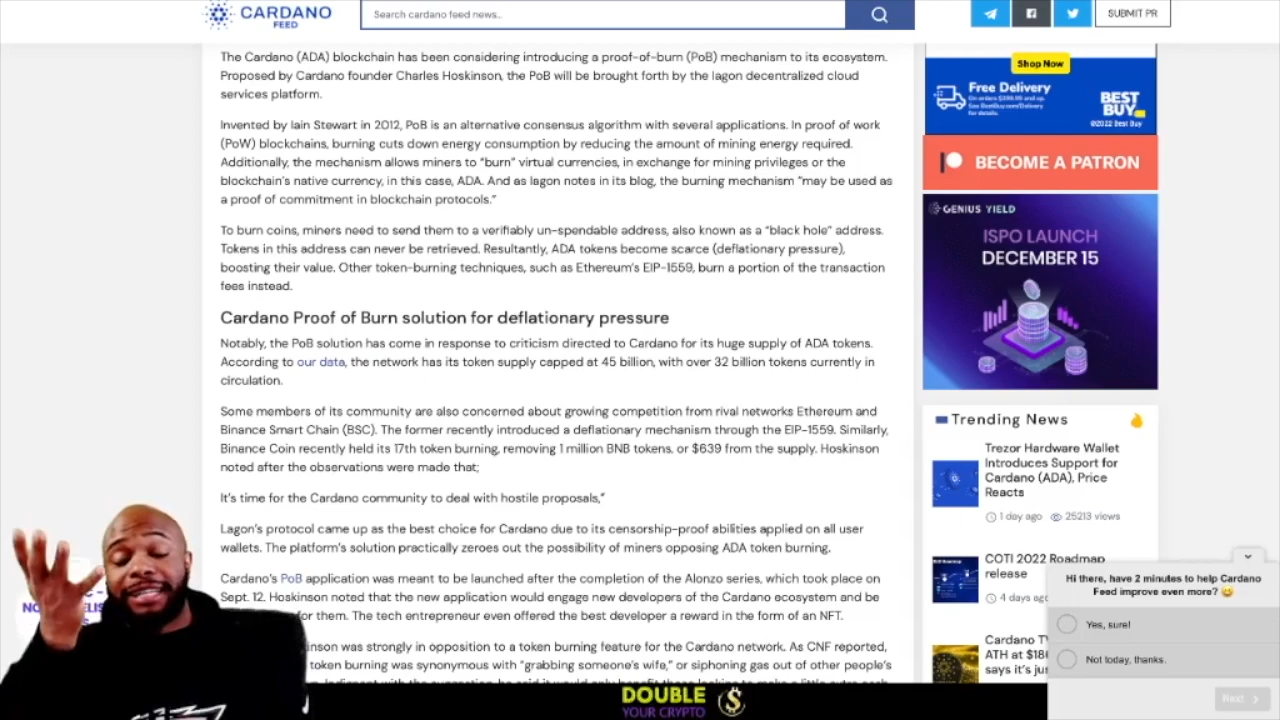 CARDANO
FEED
Search cardano feed news..
SUBMIT PR
The Cardano (ADA) blockchain has been considering introducing a proof-of-burn (PoB) mechanism to its ecosystem.
Proposed by Cardano founder Charles Hoskinson, the PoB will be brought forth by the Iagon decentralized cloud
services platform.
Invented by Iain Stewart in 2012, PoB is an alternative consensus algorithm with several applications. In proof of work
(PoW) blockchains, burning cuts down energy consumption by reducing the amount of mining energy required.
Additionally, the mechanism allows miners to “burn” virtual currencies, in exchange for mining privileges or the
blockchain’s native currency, in this case, ADA. And as Iagon notes in its blog, the burning mechanism “may be used as
a proof of commitment in blockchain protocols.”
To burn coins, miners need to send them to a verifiably un-spendable address, also known as a “black hole” address.
Tokens in this address can never be retrieved. Resultantly, ADA tokens become scarce (deflationary pressure),
boosting their value. Other token-burning techniques, such as Ethereum’s EIP-1559, burn a portion of the transaction
fees instead.
Cardano Proof of Burn solution for deflationary pressure
Notably, the PoB solution has come in response to criticism directed to Cardano for its huge supply of ADA tokens.
According to our data, the network has its token supply capped at 45 billion, with over 32 billion tokens currently in
circulation.
Some members of its community are also concerned about growing competition from rival networks Ethereum and
Binance Smart Chain (BSC). The former recently introduced a deflationary mechanism through the EIP-1559. Similarly,
Binance Coin recently held its 17th token burning, removing 1 million BNB tokens, or $639 from the supply. Hoskinson
noted after the observations were made that;
It’s time for the Cardano community to deal with hostile proposals,”
Iagon’s protocol came up as the best choice for Cardano due to its censorship-proof abilities applied on all user
wallets. The platform’s solution practically zeroes out the possibility of miners opposing ADA token burning.
Cardano’s PoB application was meant to be launched after the completion of the Alonzo series, which took place on
Sept. 12. Hoskinson noted that the new application would engage new developers of the Cardano ecosystem and be
for them. The tech entrepreneur even offered the best developer a reward in the form of an NFT.
inson was strongly in opposition to a token burning feature for the Cardano network. As CNF reported,
token burning was synonymous with “grabbing someone’s wife,” or siphoning gas out of other people’s
Shop Now
Free Delivery
BEST
BUY
©2022 Best Buy
BECOME A PATRON
GENIUS YIELD
ISPO LAUNCH
DECEMBER 15
Trending News
Trezor Hardware Wallet
Introduces Support for
Cardano (ADA), Price
Reacts
1 day ago 25213 views
COTI 2022 Roadmap
release
4 days ago
Cardano
ATH at $18
says it’s
Hi there, have 2 minutes to help Cardano
Feed improve even more?
Yes, sure!
Not today, thanks.
Next
DOUBLE
YOUR CRYPTO